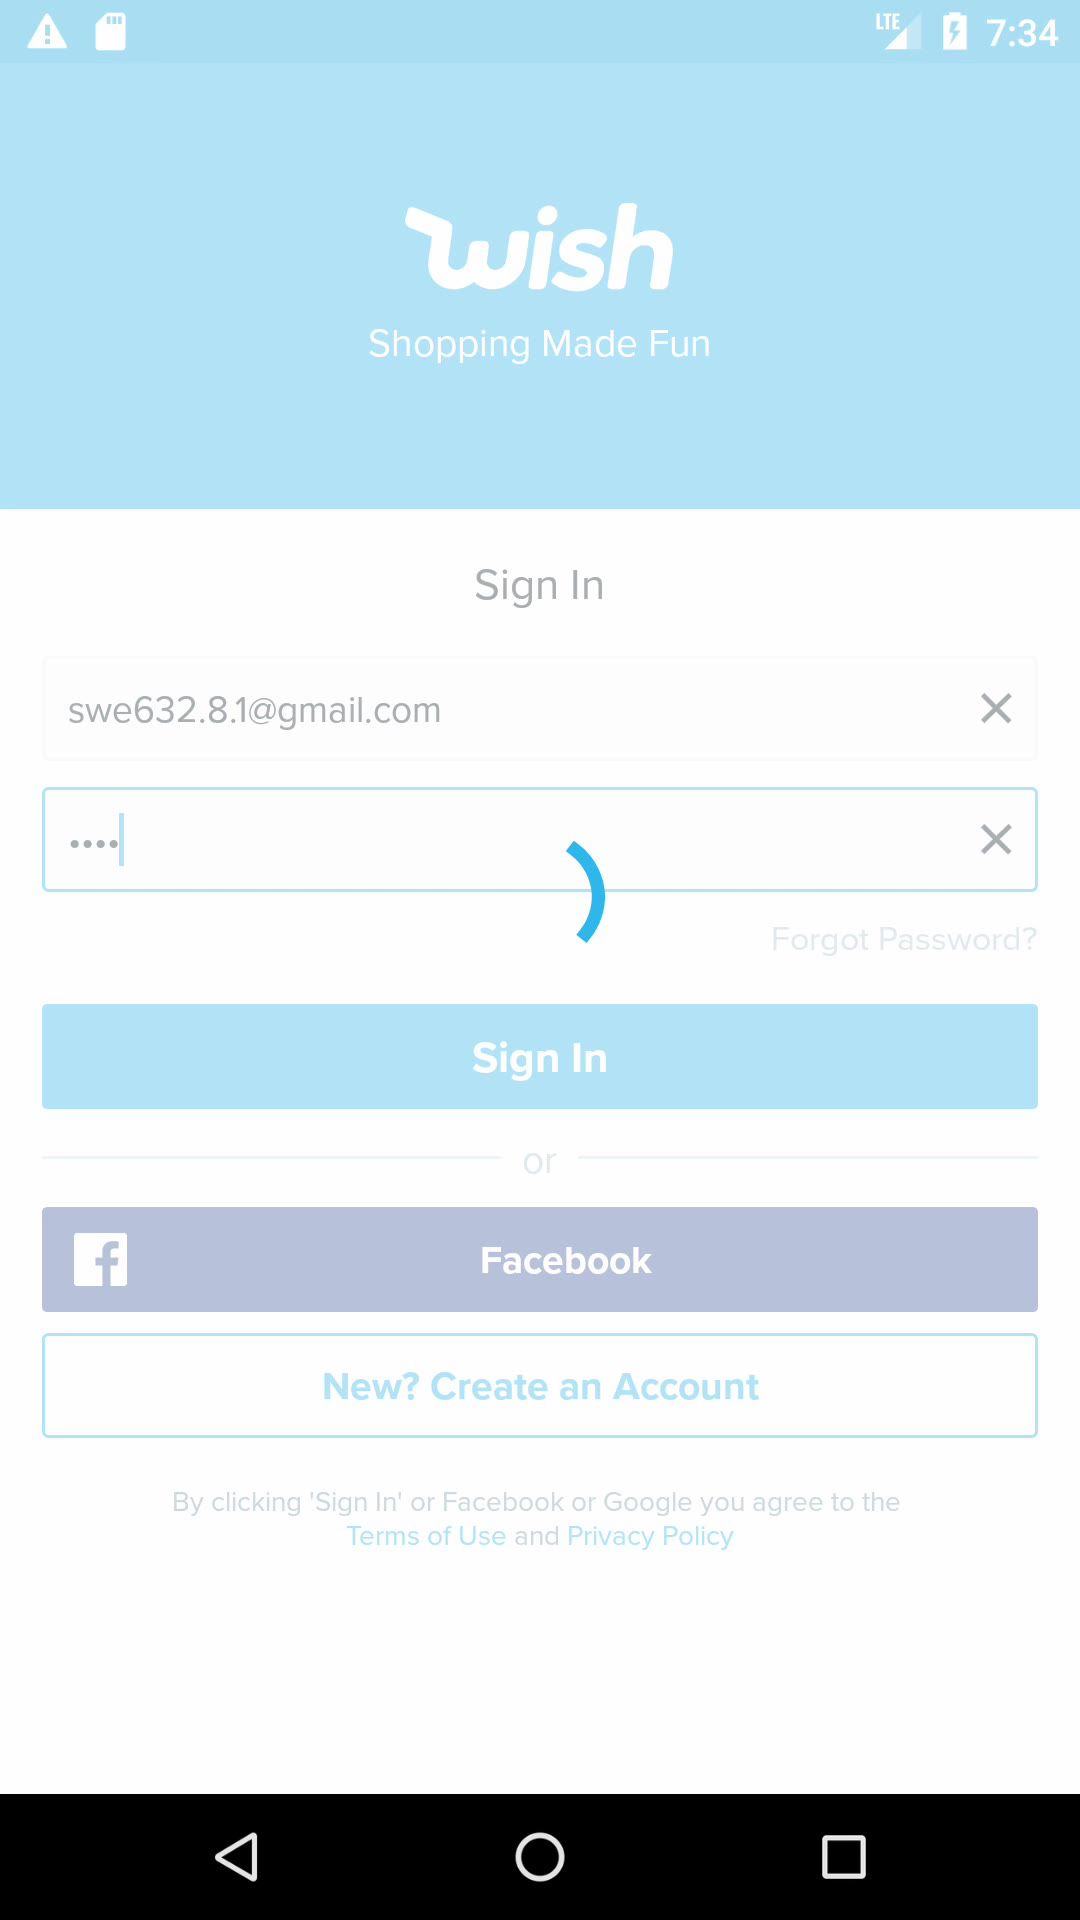 LTE 7:34
wish
Shopping Made Fun
Sign In
swe632.8.1@gmail.com
••••
Forgot Password?
Sign In
or
Facebook
New? Create an Account
By clicking 'Sign In' or Facebook or Google you agree to the
Terms of Use and Privacy Policy